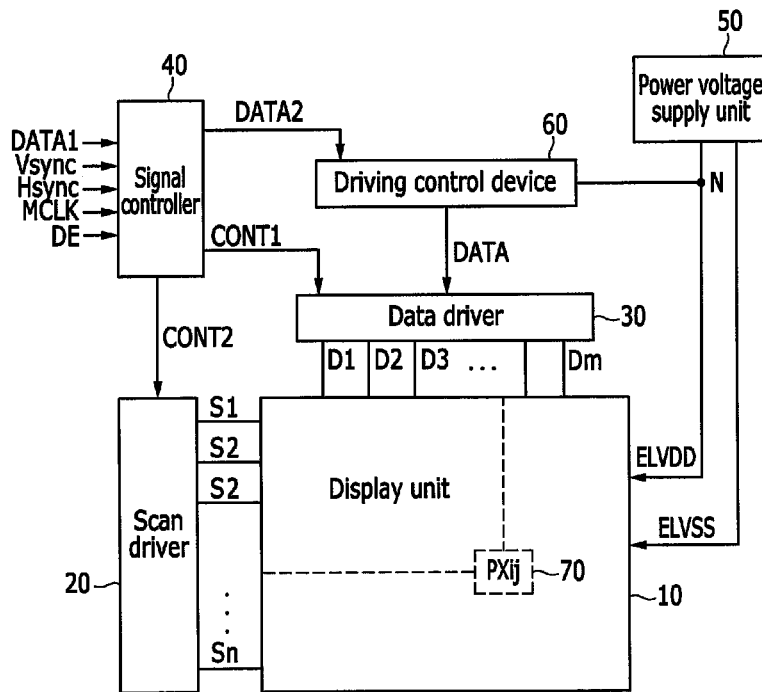 50
40
Power voltage
supply unit
DATA2
60
DATA1
Vsync
Hsync
MCLK
DE
Signal
controller
Driving control device
N
CONT1
DATA
Data driver
30
CONT2
D1 D2 D3 ... Dm
S1
S2
S2
Display unit
ELVDD
Scan
driver
ELVSS
PXij
70
20
10
. . .
Sn